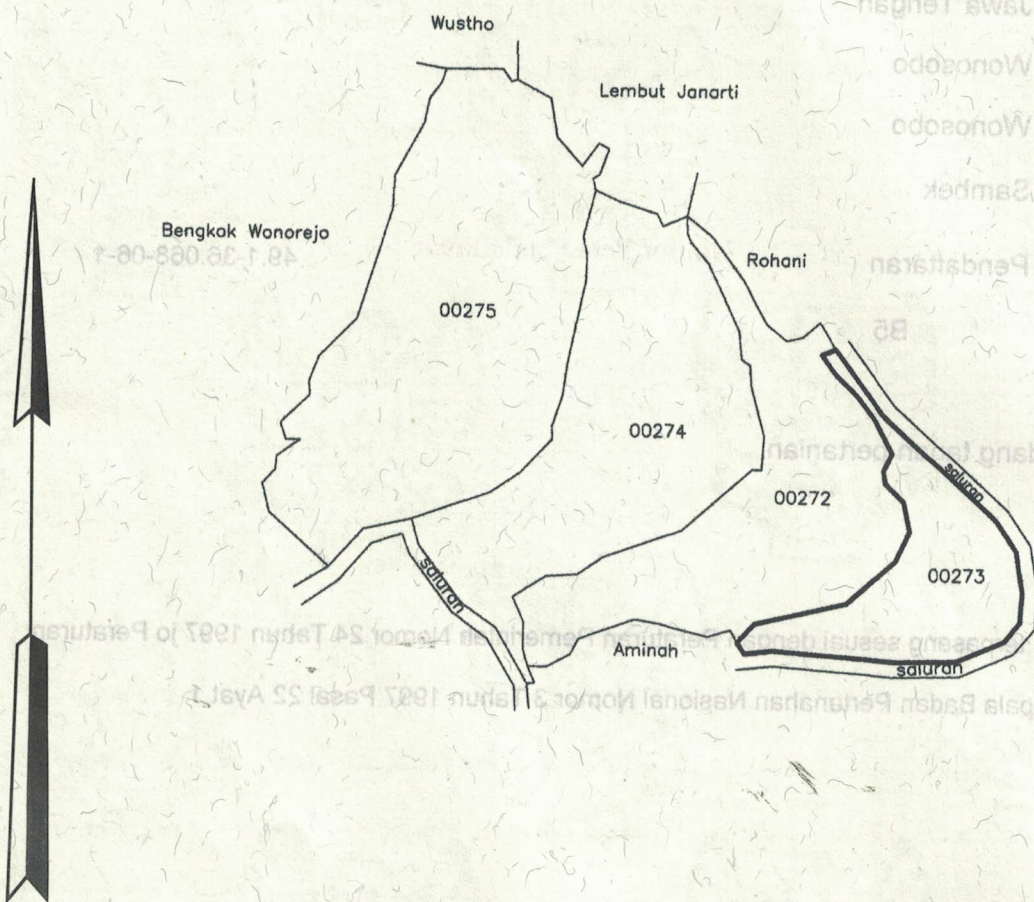 Wustho
Jawa Tengah
Wonosobo
Lembut Janarti
Wonosobo
Sambek
Bengkok Wonorejo
Rohani
49.1-36.068-06-1
Pendaftaran
00275
B5
00274
dang tanah pertanian
saluran
00272
saluran
00273
Terpasang sesuai dengan Peraturan Pemerintah Nomor 24 Tahun 1997 jo Peraturan
Aminah
saluran
pala Badan Pertanahan Nasional Nomor 3 Tahun 1997 Pasal 22 Ayat 1